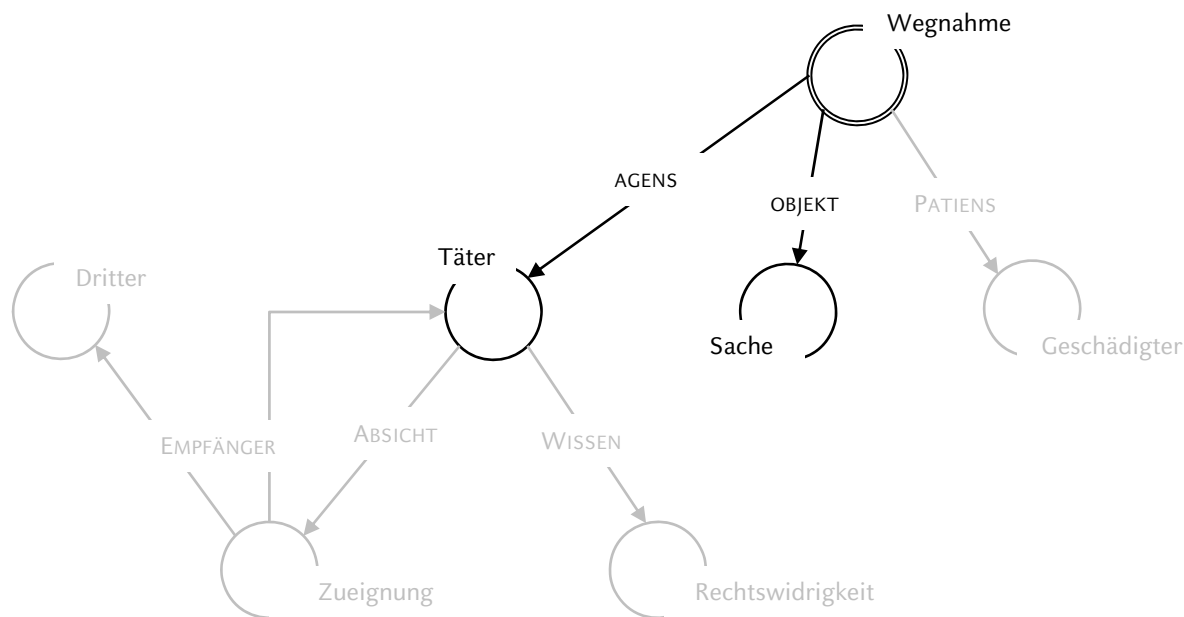 Wegnahme
AGENS
OBJEKT
PATIENS
Täter
Dritter
Sache
Geschädigter
EMPFÄNGER
ABSICHT
WISSEN
Zueignung
Rechtswidrigkeit